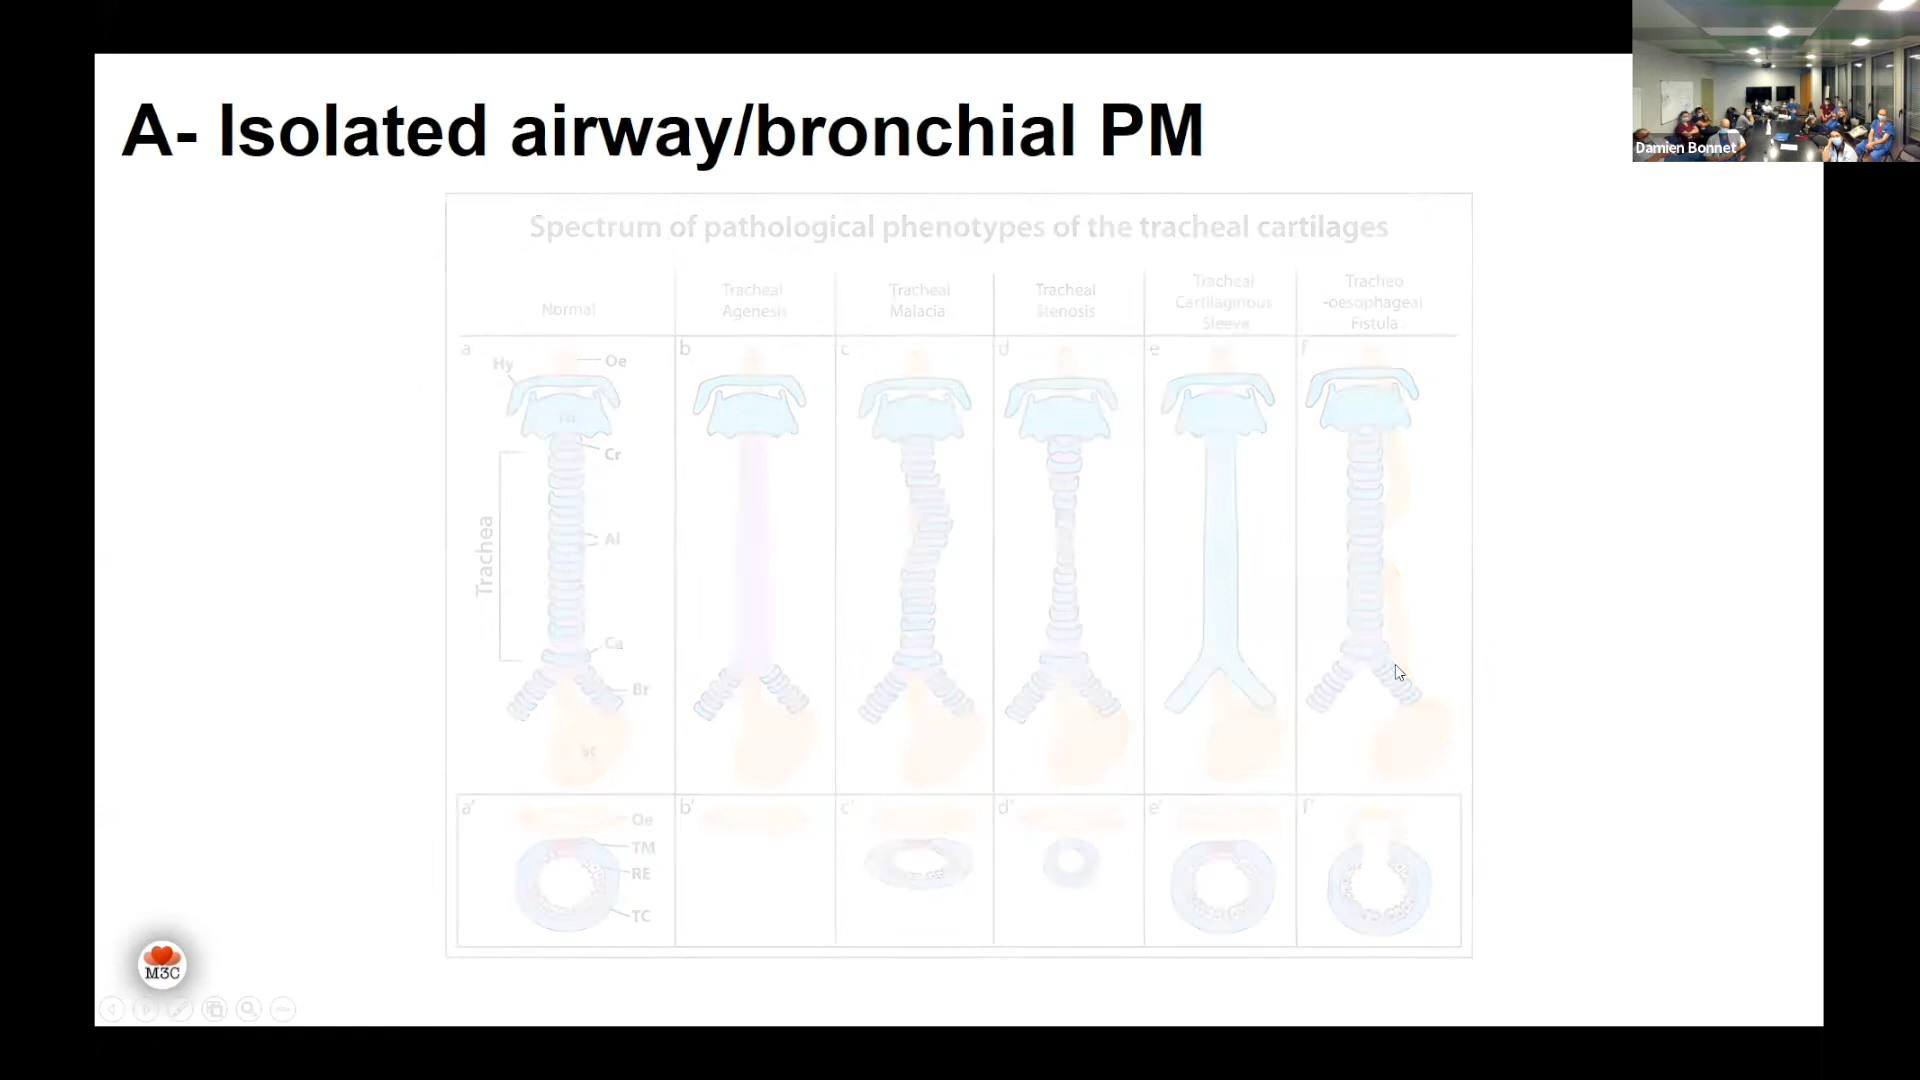 A- Isolated airway/bronchial PM
Damien Bonnet
Spectrum of pathological phenotypes of the tracheal cartilages
Normal
Tracheal
Agenesis
Tracheal
Malacia
Tracheal
Stenosis
Tracheal
Cartilaginous
Sleeve
Tracheo
-oesophageal
Fistula
a
b
c
d
e
f
Hy
Oe
Cr
Trachea
Al
Ca
Br
St
a'
b'
c'
d'
e'
f'
Oe
TM
RE
TC
M3C